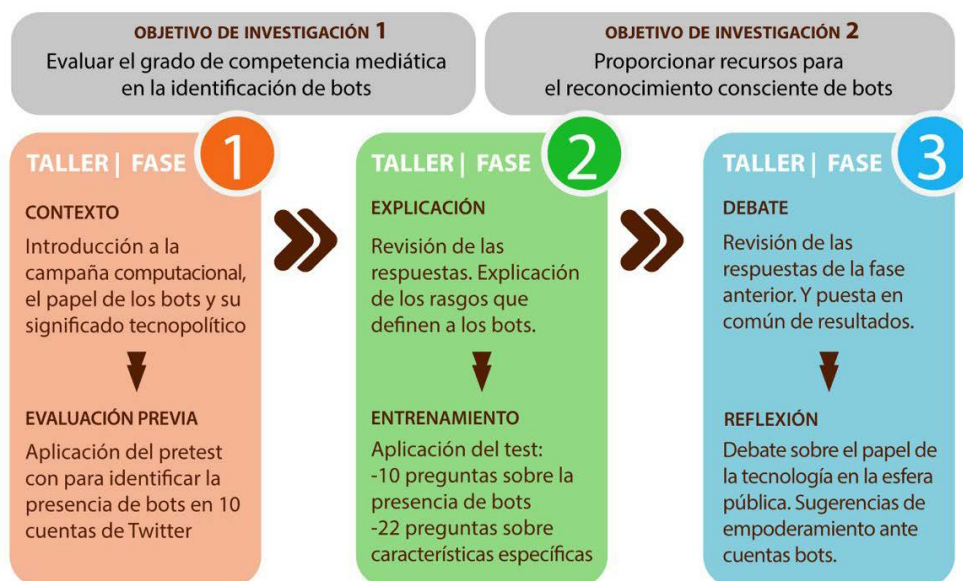 OBJETIVO DE INVESTIGACIÓN 1
Evaluar el grado de competencia mediática
en la identificación de bots
OBJETIVO DE INVESTIGACIÓN 2
Proporcionar recursos para
el reconocimiento consciente de bots
TALLER | FASE 1
CONTEXTO
Introducción a la
campaña computacional,
el papel de los bots y su
significado tecnopolítico
EVALUACIÓN PREVIA
Aplicación del pretest
con para identificar la
presencia de bots en 10
cuentas de Twitter
TALLER | FASE 2
EXPLICACIÓN
Revisión de las
respuestas. Explicación
de los rasgos que
definen a los bots.
ENTRENAMIENTO
Aplicación del test:
-10 preguntas sobre la
presencia de bots
-22 preguntas sobre
características específicas
TALLER | FASE 3
DEBATE
Revisión de las
respuestas de la fase
anterior. Y puesta en
común de resultados.
REFLEXIÓN
Debate sobre el papel de
la tecnología en la esfera
pública. Sugerencias de
empoderamiento ante
cuentas bots.